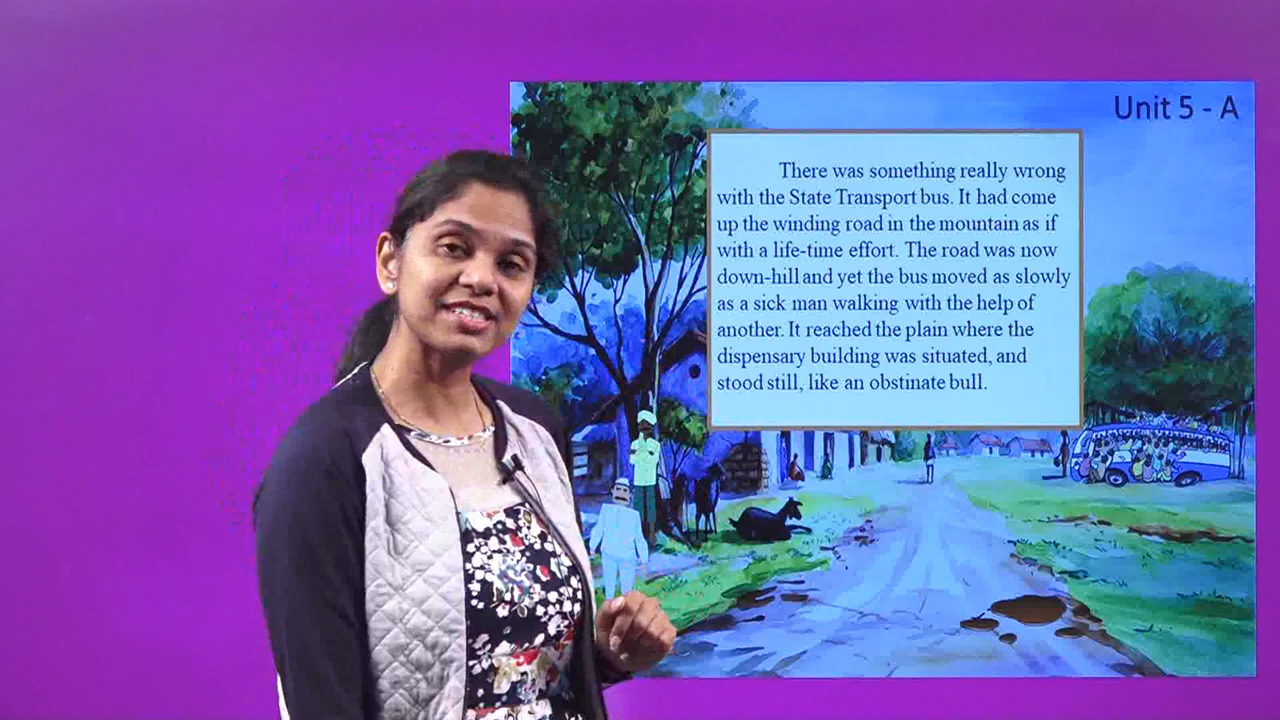 Unit 5 - A
There was something really wrong
with the State Transport bus. It had come
up the winding road in the mountain as if
with a life-time effort. The road was now
down-hill and yet the bus moved as slowly
as a sick man walking with the help of
another. It reached the plain where the
dispensary building was situated, and
stood still, like an obstinate bull.